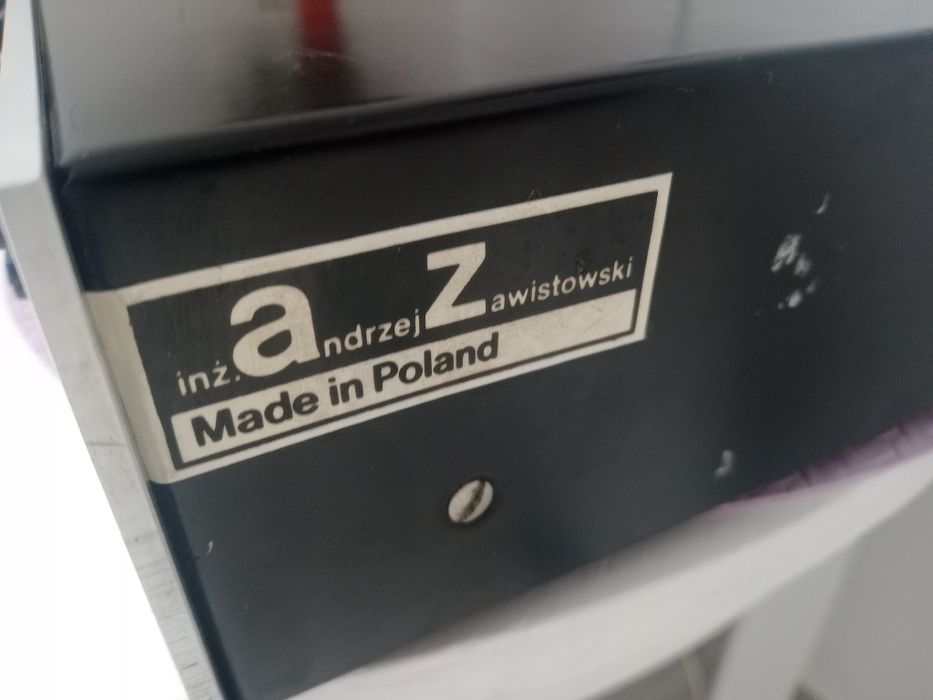 inż. andrzej Zawistowski
Made in Poland